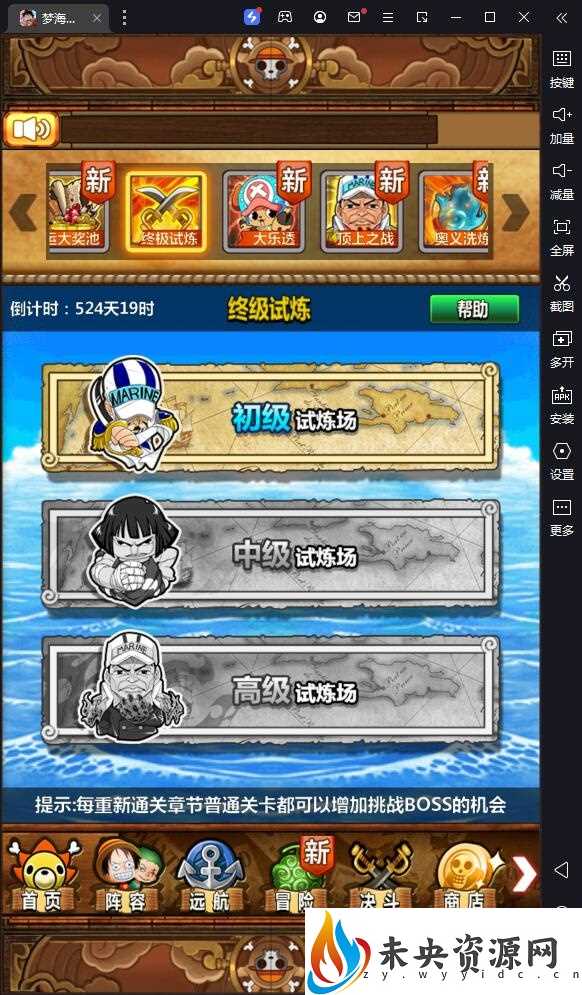 梦海...
新
新
新
新
运大奖池
终极试炼
大乐透
MARINE
顶上之战
奥义洗炼
倒计时：524天19时
终级试炼
帮助
MARINE
初级试炼场
中级试炼场
MARINE
高级试炼场
提示:每重新通关章节普通关卡都可以增加挑战BOSS的机会
新
首页
阵容
远航
冒险
决斗
商店
按键
加量
减量
全屏
截图
多开
APK
安装
设置
更多
未央资源网
zy.wyyidc.cn